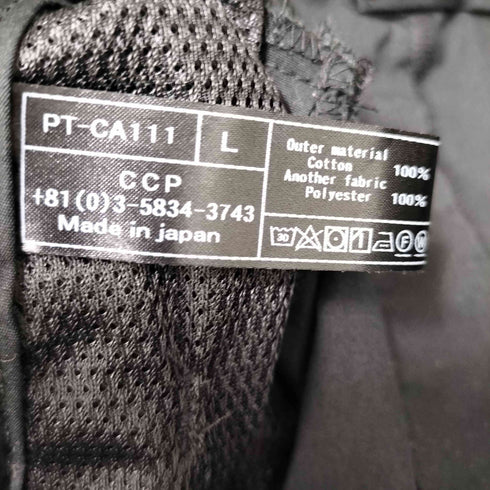 PT-CA111
L
CCP
+81(0)3-5834-3743
Made in japan
Outer material
Cotton 100%
Another fabric
Polyester 100%
30
F
W